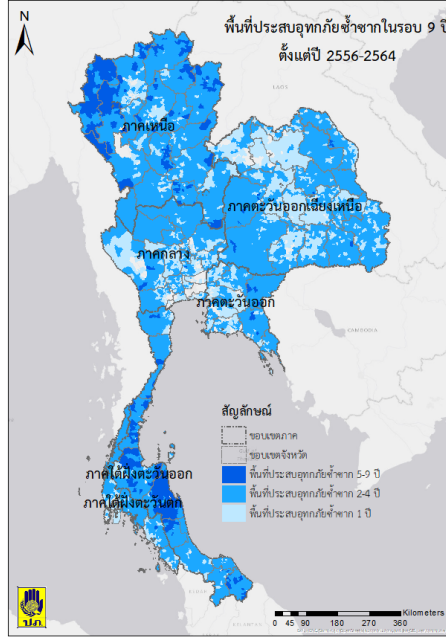 N
พื้นที่ประสบอุทกภัยซ้ำซากในรอบ 9 ปี
ตั้งแต่ปี 2556-2564
LAOS
ภาคเหนือ
ภาคตะวันออกเฉียงเหนือ
ภาคกลาง
ภาคตะวันออก
CAMBODIA
สัญลักษณ์
ขอบเขตภาค
ขอบเขตจังหวัด
พื้นที่ประสบอุทกภัยซ้ำซาก 5-9 ปี
พื้นที่ประสบอุทกภัยซ้ำซาก 2-4 ปี
พื้นที่ประสบอุทกภัยซ้ำซาก 1 ปี
ภาคใต้ฝั่งตะวันออก
ภาคใต้ฝั่งตะวันตก
ปภ
Kilometers
0 45 90 180 270 360